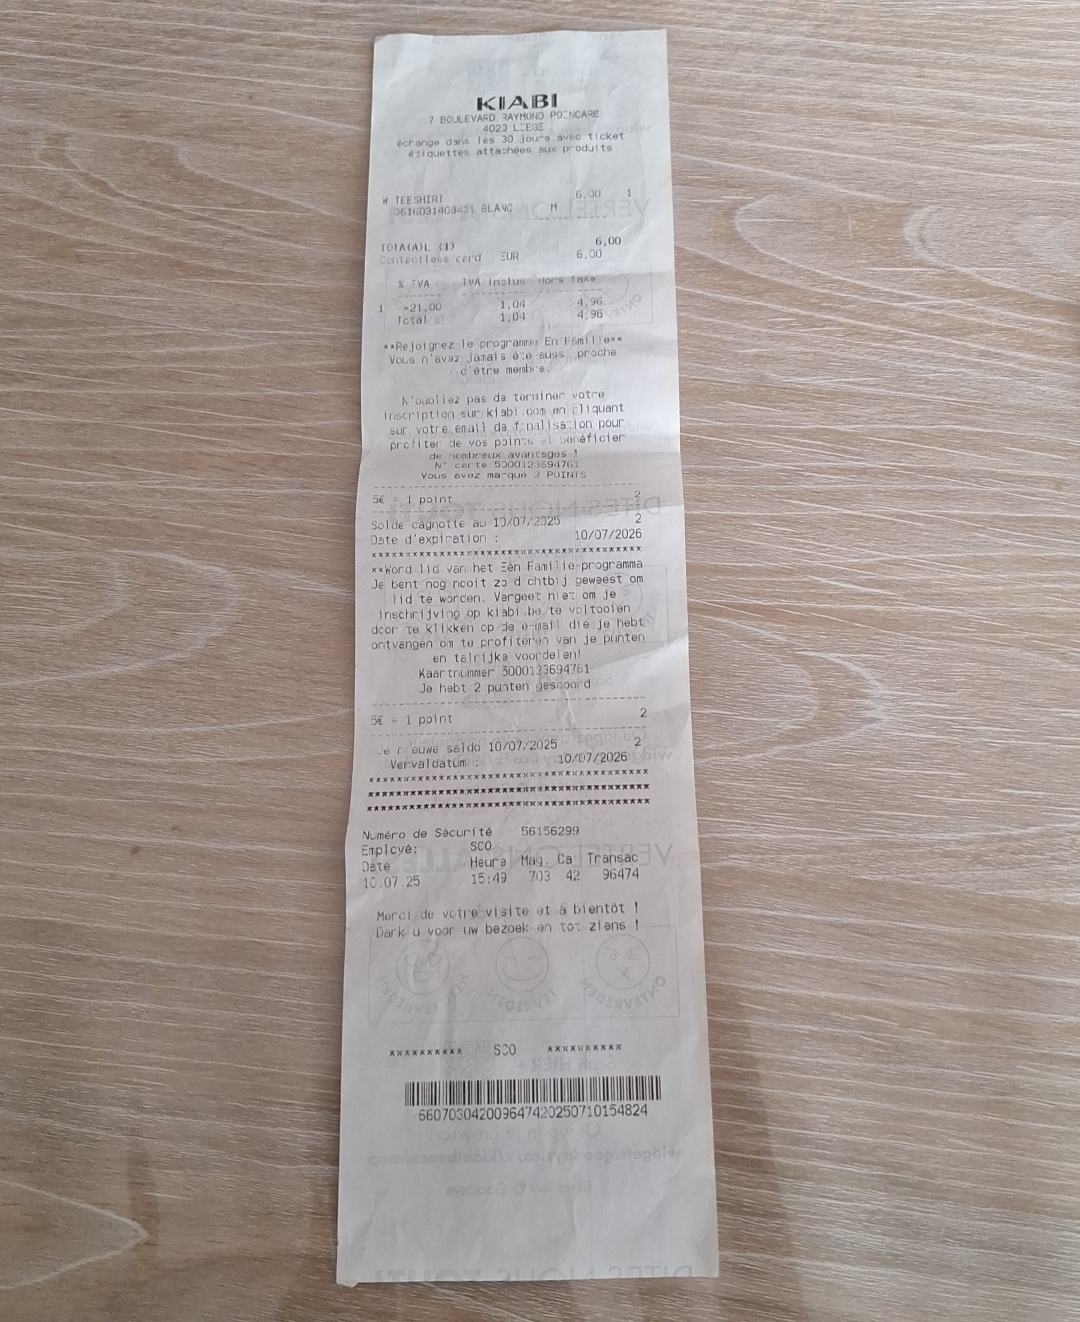 KIABI
7 BOULEVARD RAYMOND POINCARE
4020 LIEGE
échange dans les 30 jours avec ticket
étiquettes attachées aux produits
W TEESHIRT 6,00 1
3616031408431 BLANC M
TOTA(A)L (1) 6,00
Contactless card EUR 6,00
% TVA TVA inclus Hors taxe
1 >21,00 1,04 4,96
Total 1,04 4,96
**Rejoignez le programme En Famille**
Vous n'avez jamais été aussi proche
d'être membre.
N'oubliez pas de terminer votre
inscription sur kiabi.com en cliquant
sur votre email de finalisation pour
profiter de vos points et bénéficier
de nombreux avantages !
N° carte 5000123694761
Vous avez marqué 2 POINTS
5€ = 1 point 2
Solde cagnotte au 10/07/2025 2
Date d'expiration : 10/07/2026
****************************************
**Word lid van het Eén Familie-programma
Je bent nog nooit zo dichtbij geweest om
lid te worden. Vergeet niet om je
inschrijving op kiabi.be te voltooien
door te klikken op de e-mail die je hebt
ontvangen om te profiteren van je punten
en talrijke voordelen!
Kaartnummer 5000123694761
Je hebt 2 punten gescoord
5€ = 1 point 2
Je nieuwe saldo 10/07/2025 2
Vervaldatum : 10/07/2026
****************************************
****************************************
****************************************
Numéro de Sécurité 56156299
Employé: SCO
Date Heure Mag. Ca Transac
10.07.25 15:49 703 42 96474
Merci de votre visite et à bientôt !
Dank u voor uw bezoek en tot ziens !
********** SCO **********
660703042009647420250710154824